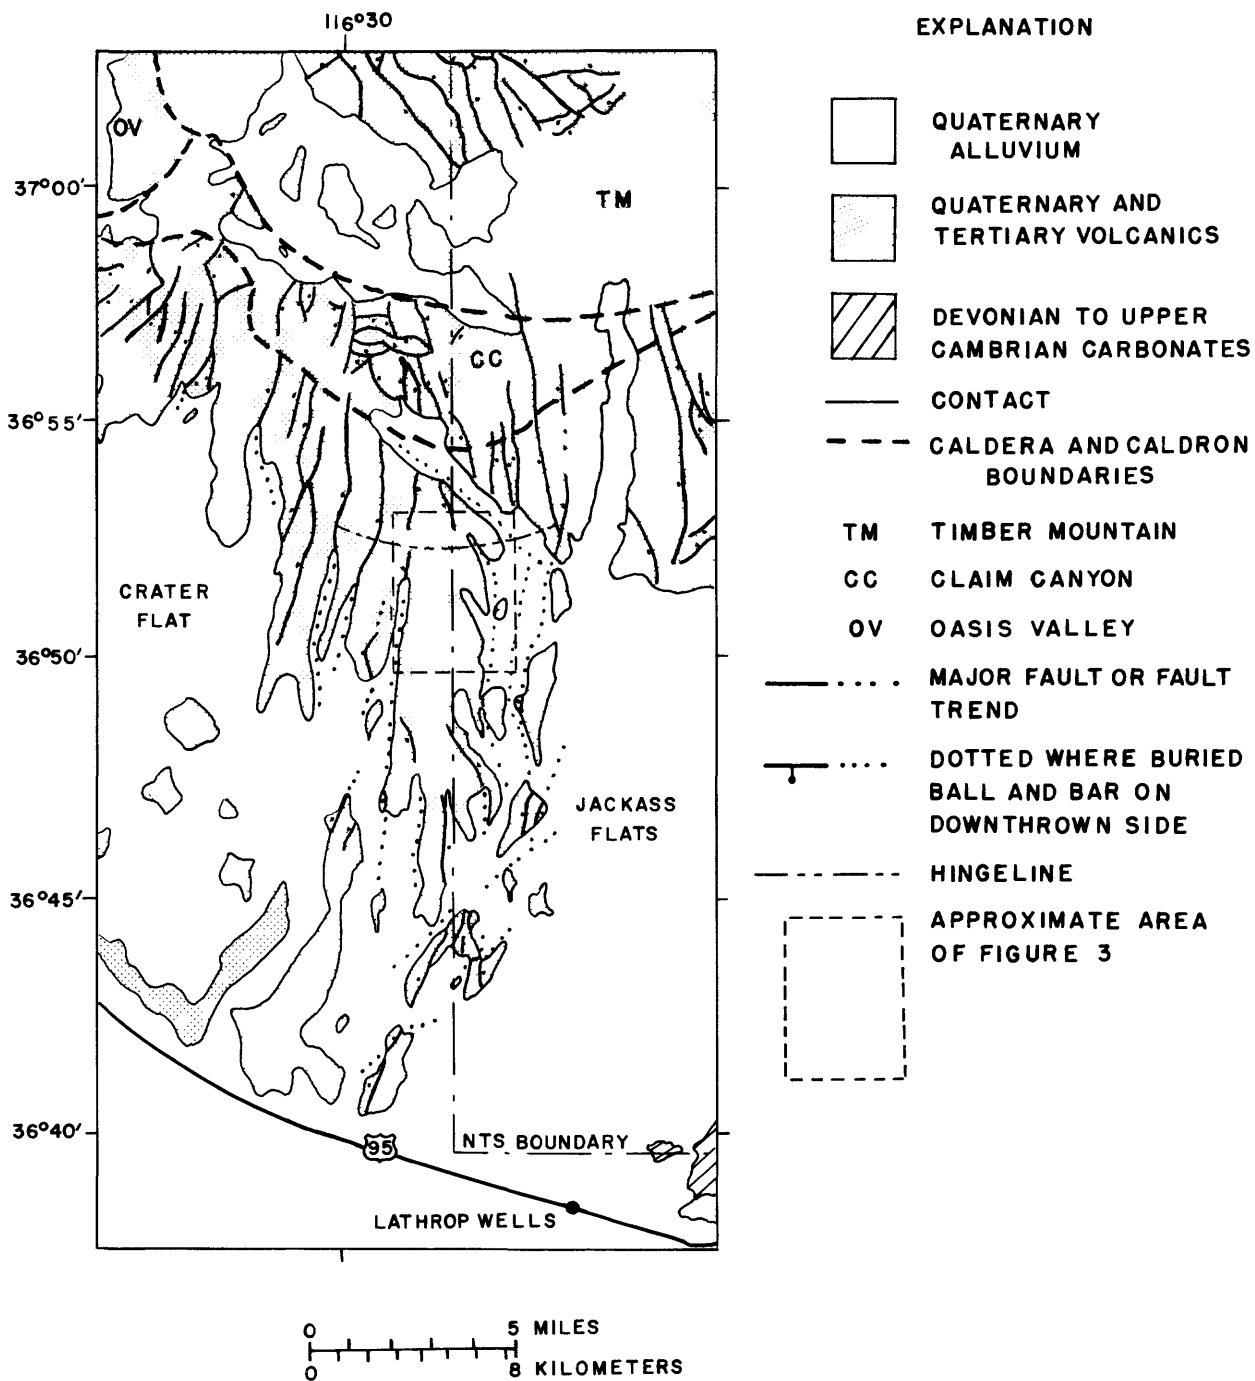 116°30
EXPLANATION
OV
37°00'
TM
CC
36°55'
CRATER
FLAT
36°50'
JACKASS
FLATS
36°45'
36°40'
95
NTS BOUNDARY
LATHROP WELLS
0 5 MILES
0 8 KILOMETERS
QUATERNARY
ALLUVIUM
QUATERNARY AND
TERTIARY VOLCANICS
DEVONIAN TO UPPER
CAMBRIAN CARBONATES
CONTACT
CALDERA AND CALDRON
BOUNDARIES
TM TIMBER MOUNTAIN
CC CLAIM CANYON
OV OASIS VALLEY
MAJOR FAULT OR FAULT
TREND
DOTTED WHERE BURIED
BALL AND BAR ON
DOWNTHROWN SIDE
HINGELINE
APPROXIMATE AREA
OF FIGURE 3